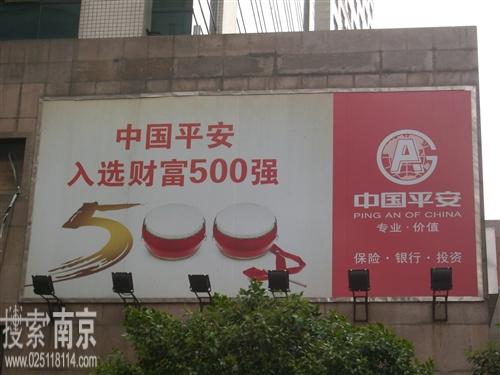 中国平安
入选财富500强
500
中国平安
PING AN OF CHINA
专业·价值
保险·银行·投资
搜索南京
www.025118114.com